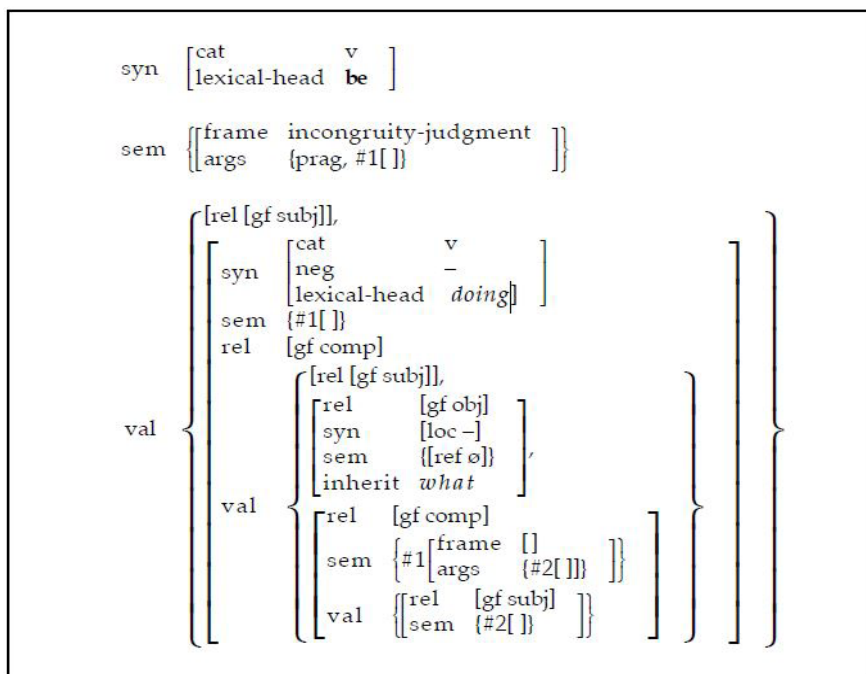 syn [cat v
lexical-head be ]
sem {[frame incongruity-judgment
args {prag, #1[ ]} ]}
[rel [gf subj]],
syn [cat v
neg –
lexical-head doing] ]
sem {#1[ ]}
rel [gf comp]
val
[rel [gf subj]],
rel [gf obj]
syn [loc –]
sem {[ref ø]}
inherit what ,
val
rel [gf comp]
sem {#1[frame []
args {#2[ ]]} ]}
val {[rel [gf subj]
sem {#2[ ]} ]}